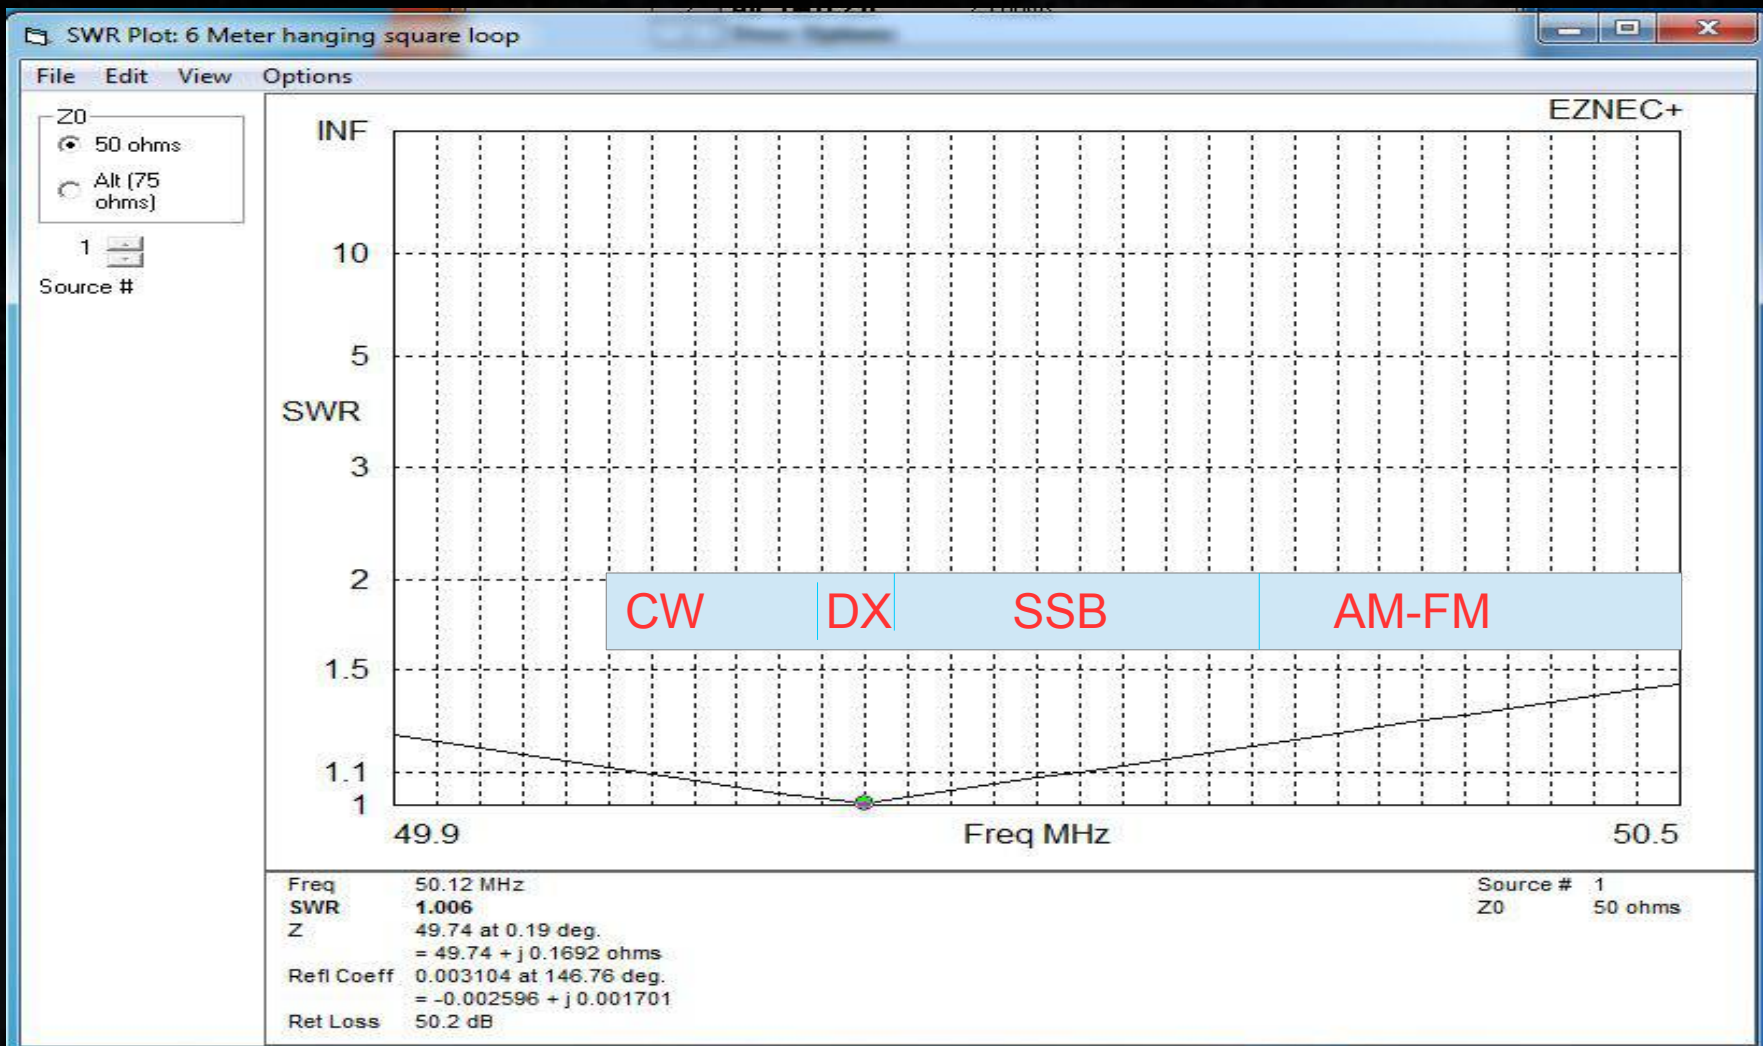 SWR Plot: 6 Meter hanging square loop
File Edit View Options
Z0
50 ohms
Alt (75
ohms)
1
Source #
EZNEC+
INF
10
5
SWR
3
2
CW DX SSB AM-FM
1.5
1.1
1
49.9 Freq MHz 50.5
Freq 50.12 MHz Source # 1
SWR 1.006 Z0 50 ohms
Z 49.74 at 0.19 deg.
= 49.74 + j 0.1692 ohms
Refl Coeff 0.003104 at 146.76 deg.
= -0.002596 + j 0.001701
Ret Loss 50.2 dB